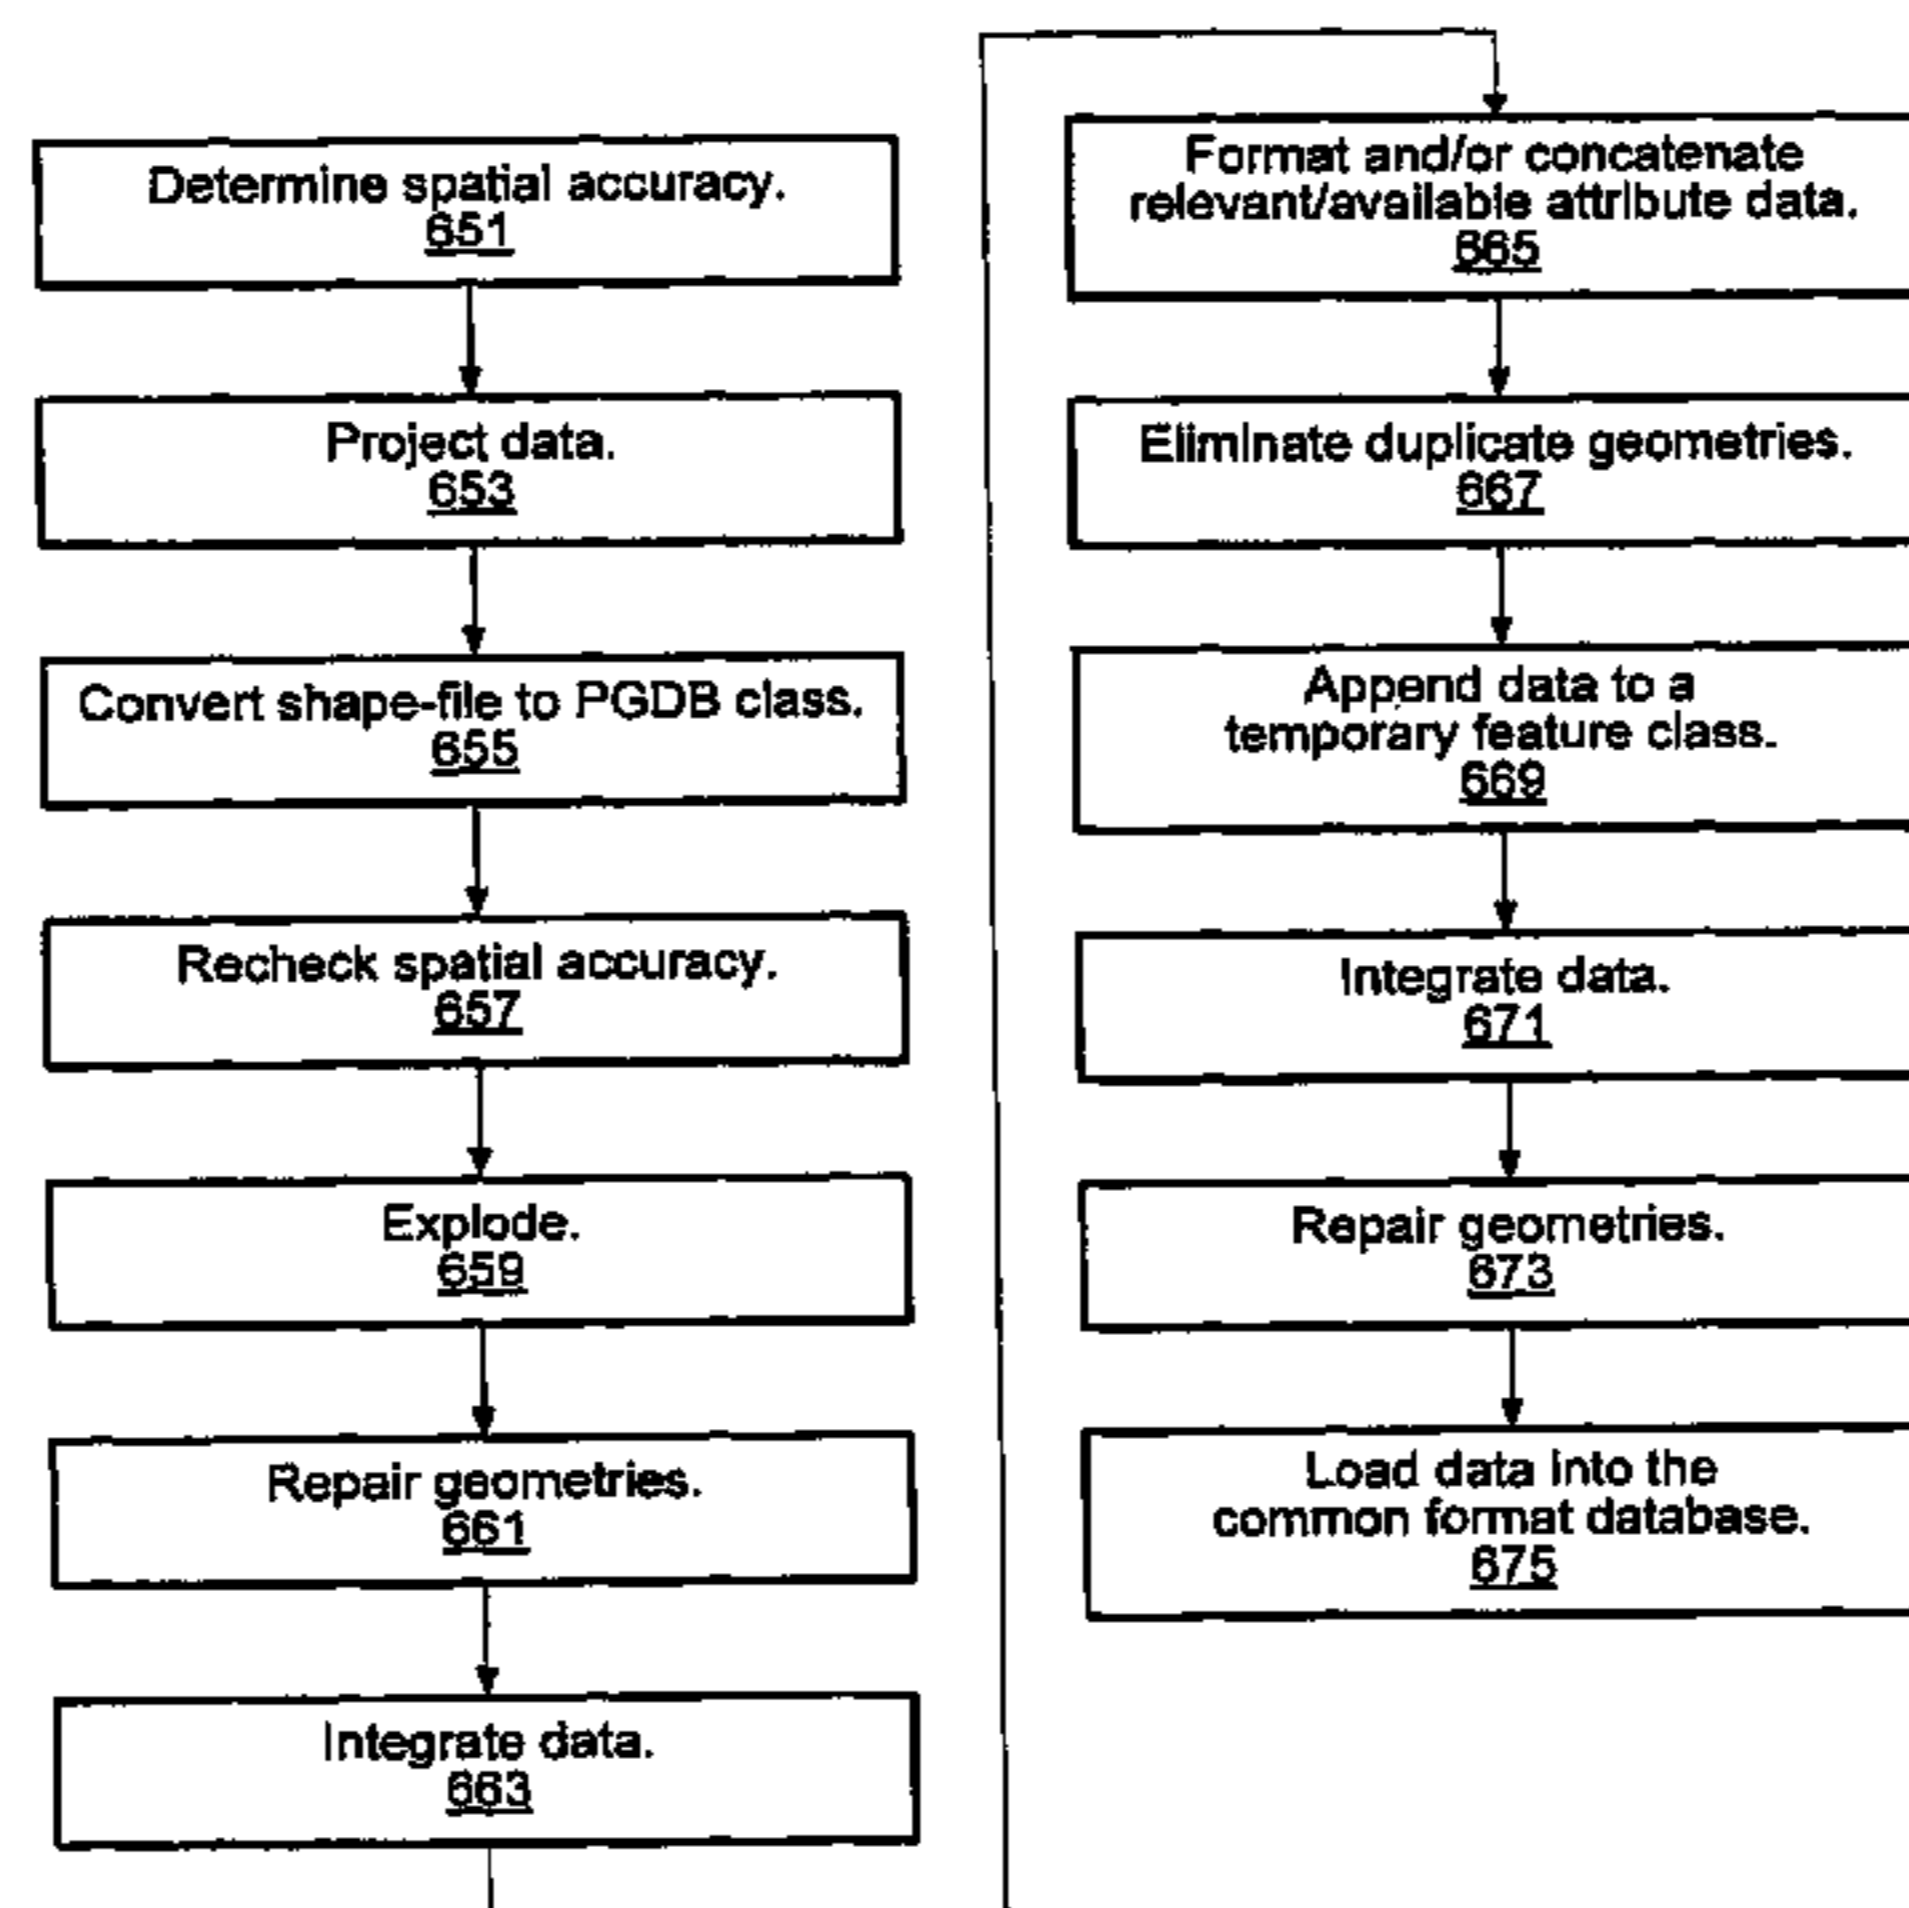 Determine spatial accuracy.
651
Project data.
653
Convert shape-file to PGDB class.
655
Recheck spatial accuracy.
657
Explode.
659
Repair geometries.
661
Integrate data.
663
Format and/or concatenate
relevant/available attribute data.
665
Eliminate duplicate geometries.
667
Append data to a
temporary feature class.
669
Integrate data.
671
Repair geometries.
673
Load data into the
common format database.
675